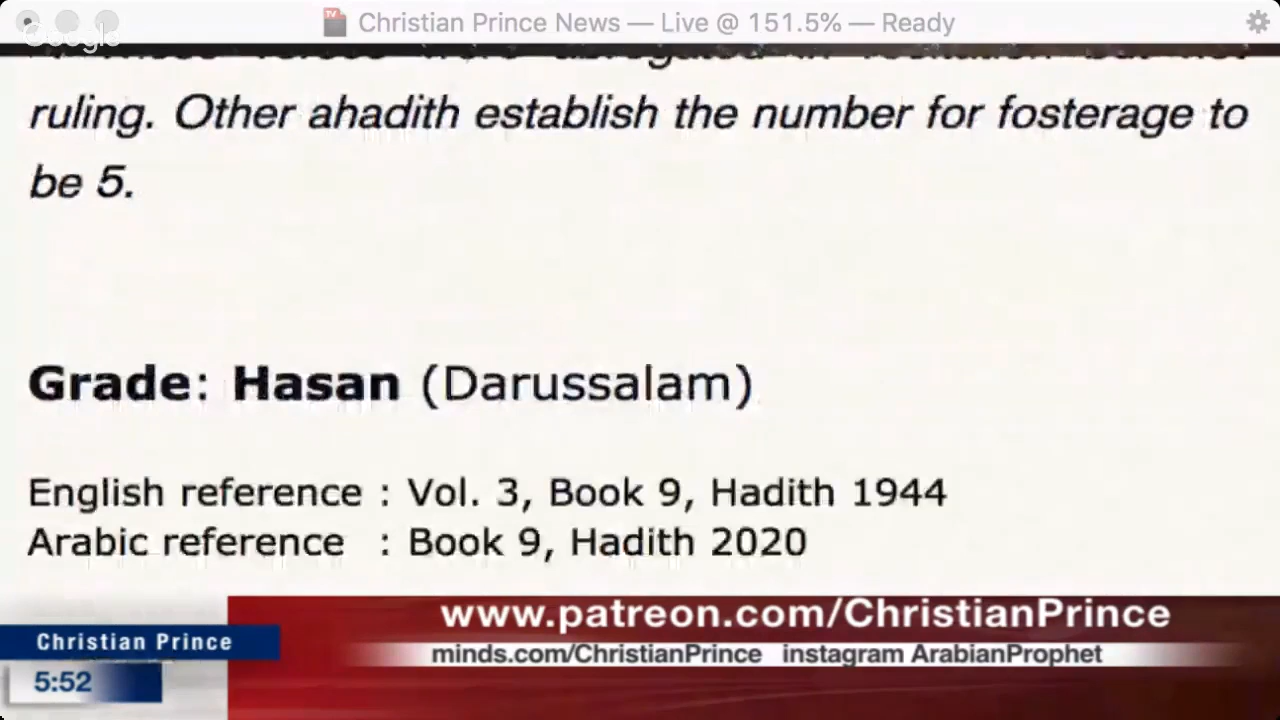 Christian Prince News — Live @ 151.5% — Ready
Google
ruling. Other ahadith establish the number for fosterage to
be 5.
Grade: Hasan (Darussalam)
English reference : Vol. 3, Book 9, Hadith 1944
Arabic reference : Book 9, Hadith 2020
www.patreon.com/ChristianPrince
Christian Prince
minds.com/ChristianPrince instagram ArabianProphet
5:52